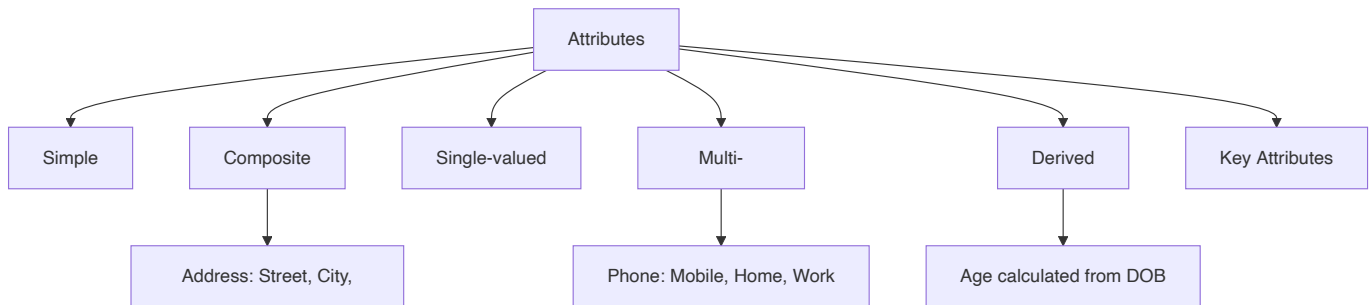 Attributes
Simple
Composite
Single-valued
Multi-
Derived
Key Attributes
Address: Street, City,
Phone: Mobile, Home, Work
Age calculated from DOB